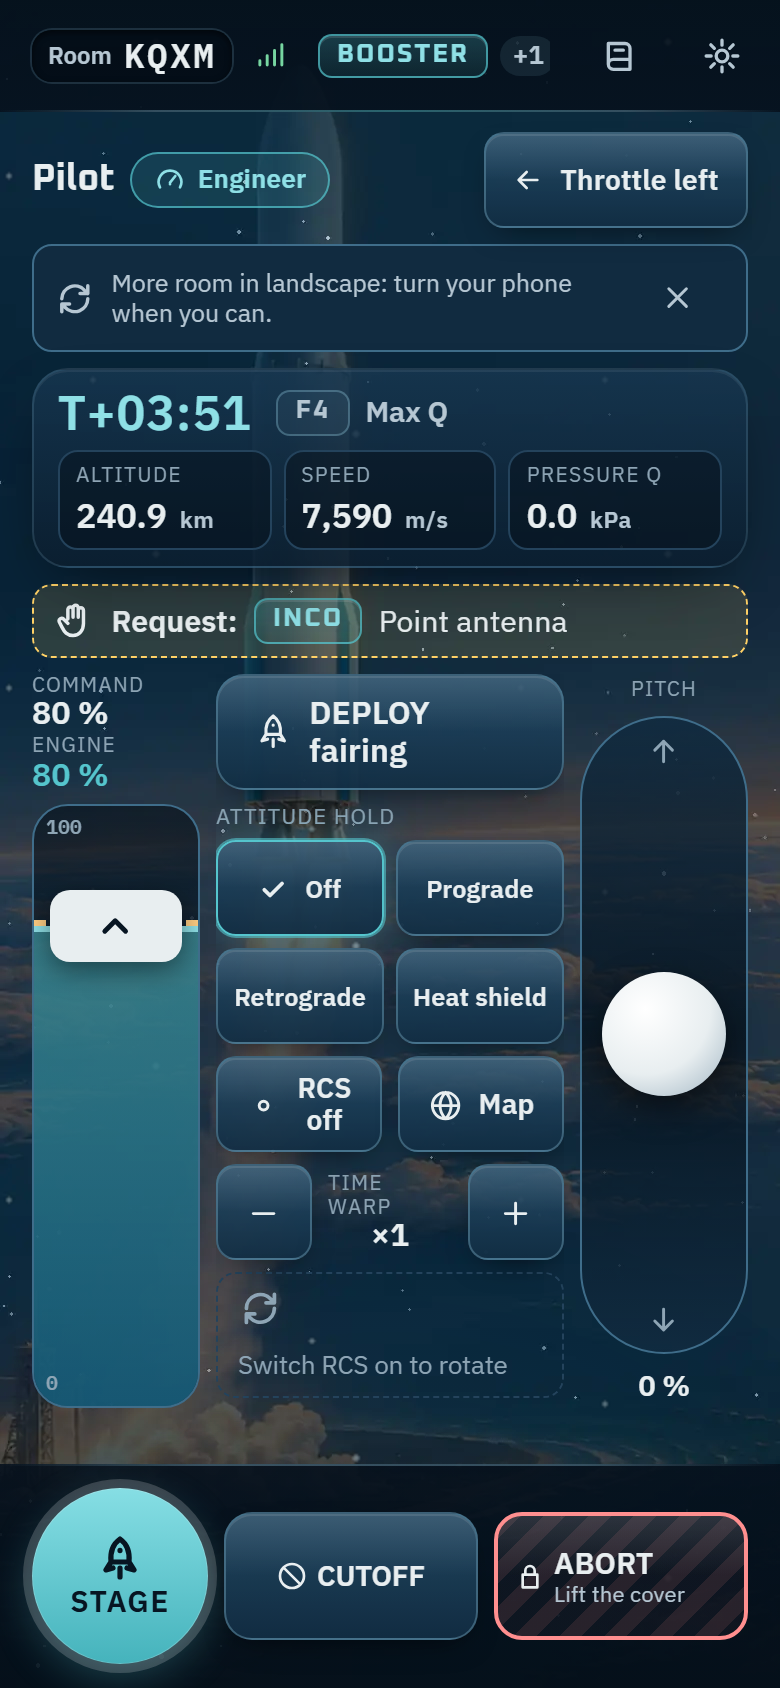 Room KQXM BOOSTER +1
Pilot Engineer Throttle left
More room in landscape: turn your phone
when you can.
T+03:51 F4 Max Q
ALTITUDE SPEED PRESSURE Q
240.9 km 7,590 m/s 0.0 kPa
Request: INCO Point antenna
COMMAND
80 %
ENGINE
80 %
100
0
DEPLOY
fairing
ATTITUDE HOLD
Off Prograde
Retrograde Heat shield
RCS
off
Map
TIME
WARP
×1
Switch RCS on to rotate
PITCH
0 %
STAGE
CUTOFF
ABORT
Lift the cover